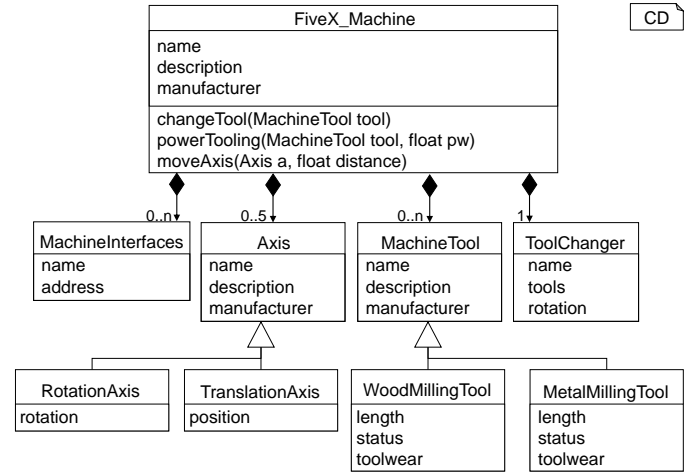 FiveX_Machine
CD
name
description
manufacturer
changeTool(MachineTool tool)
powerTooling(MachineTool tool, float pw)
moveAxis(Axis a, float distance)
0..n
0..5
0..n
1
MachineInterfaces
name
address
Axis
name
description
manufacturer
MachineTool
name
description
manufacturer
ToolChanger
name
tools
rotation
RotationAxis
rotation
TranslationAxis
position
WoodMillingTool
length
status
toolwear
MetalMillingTool
length
status
toolwear